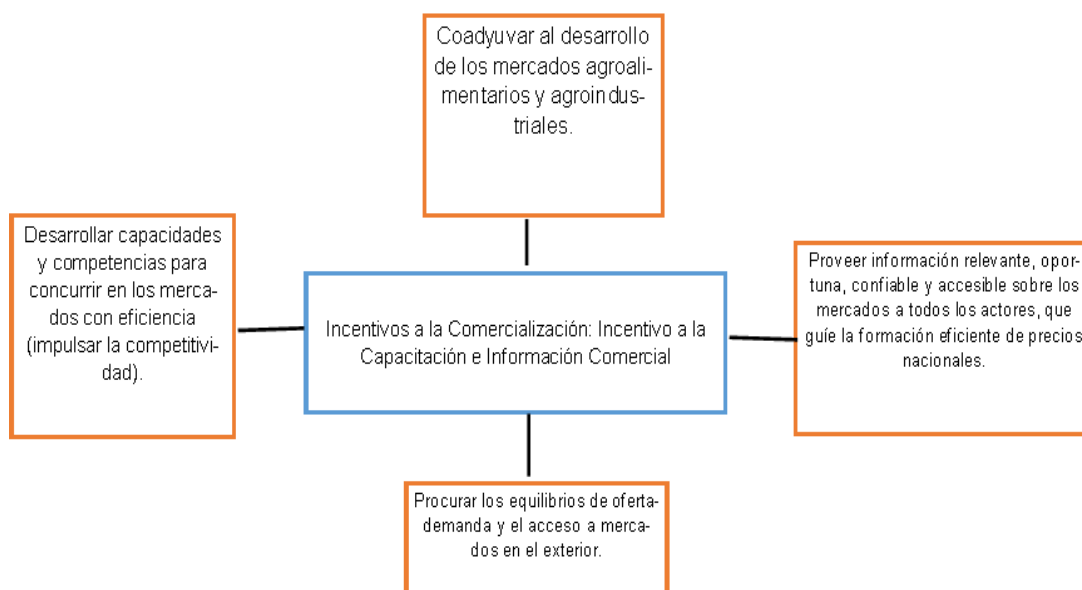 Coadyuvar al desarrollo
de los mercados agroali-
mentarios y agroindus-
triales.
Desarrollar capacidades
y competencias para
concurrir en los merca-
dos con eficiencia
(impulsar la competitivi-
dad).
Incentivos a la Comercialización: Incentivo a la
Capacitación e Información Comercial
Proveer información relevante, opor-
tuna, confiable y accesible sobre los
mercados a todos los actores, que
guíe la formación eficiente de precios
nacionales.
Procurar los equilibrios de oferta-
demanda y el acceso a merca-
dos en el exterior.